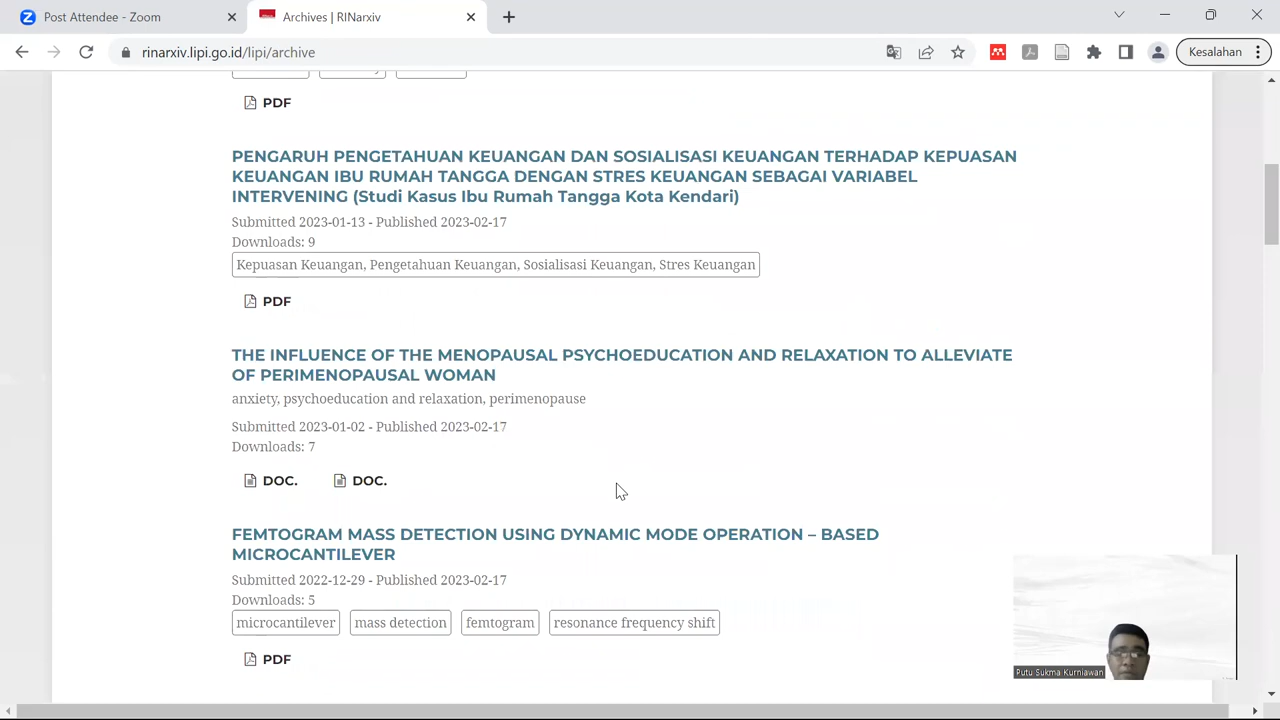 Post Attendee - Zoom
Archives | RINarxiv
rinarxiv.lipi.go.id/lipi/archive
Kesalahan
PDF
PENGARUH PENGETAHUAN KEUANGAN DAN SOSIALISASI KEUANGAN TERHADAP KEPUASAN
KEUANGAN IBU RUMAH TANGGA DENGAN STRES KEUANGAN SEBAGAI VARIABEL
INTERVENING (Studi Kasus Ibu Rumah Tangga Kota Kendari)
Submitted 2023-01-13 - Published 2023-02-17
Downloads: 9
Kepuasan Keuangan, Pengetahuan Keuangan, Sosialisasi Keuangan, Stres Keuangan
PDF
THE INFLUENCE OF THE MENOPAUSAL PSYCHOEDUCATION AND RELAXATION TO ALLEVIATE
OF PERIMENOPAUSAL WOMAN
anxiety, psychoeducation and relaxation, perimenopause
Submitted 2023-01-02 - Published 2023-02-17
Downloads: 7
DOC. DOC.
FEMTOGRAM MASS DETECTION USING DYNAMIC MODE OPERATION – BASED
MICROCANTILEVER
Submitted 2022-12-29 - Published 2023-02-17
Downloads: 5
microcantilever mass detection femtogram resonance frequency shift
PDF
Putu Sukma Kurniawan